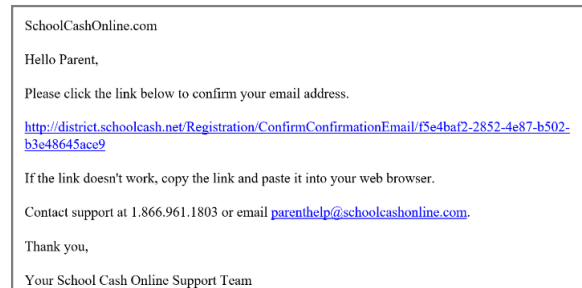 SchoolCashOnline.com
Hello Parent,
Please click the link below to confirm your email address.
http://district.schoolcash.net/Registration/ConfirmConfirmationEmail/f5e4baf2-2852-4e87-b502-
b3e48645ace9
If the link doesn't work, copy the link and paste it into your web browser.
Contact support at 1.866.961.1803 or email parenthelp@schoolcashonline.com.
Thank you,
Your School Cash Online Support Team